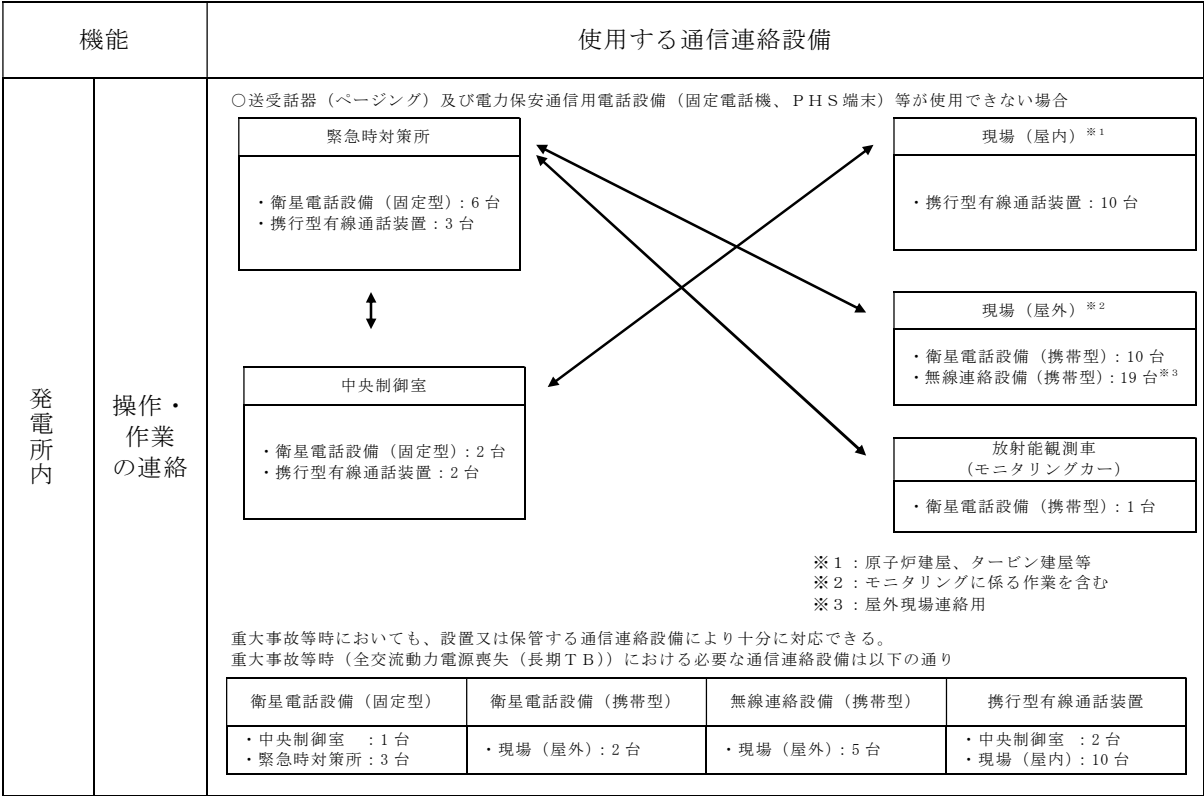 機能
使用する通信連絡設備
発電所内
操作・
作業
の連絡
○送受話器（ページング）及び電力保安通信用電話設備（固定電話機、ＰＨＳ端末）等が使用できない場合
緊急時対策所
・衛星電話設備（固定型）：6 台
・携行型有線通話装置：3 台
中央制御室
・衛星電話設備（固定型）：2 台
・携行型有線通話装置：2 台
現場（屋内）※1
・携行型有線通話装置：10 台
現場（屋外）※2
・衛星電話設備（携帯型）：10 台
・無線連絡設備（携帯型）：19 台※3
放射能観測車
（モニタリングカー）
・衛星電話設備（携帯型）：1 台
※１：原子炉建屋、タービン建屋等
※２：モニタリングに係る作業を含む
※３：屋外現場連絡用
重大事故等時においても、設置又は保管する通信連絡設備により十分に対応できる。
重大事故等時（全交流動力電源喪失（長期ＴＢ））における必要な通信連絡設備は以下の通り
衛星電話設備（固定型）
衛星電話設備（携帯型）
無線連絡設備（携帯型）
携行型有線通話装置
・中央制御室　：1 台
・緊急時対策所：3 台
・現場（屋外）：2 台
・現場（屋外）：5 台
・中央制御室　：2 台
・現場（屋内）：10 台